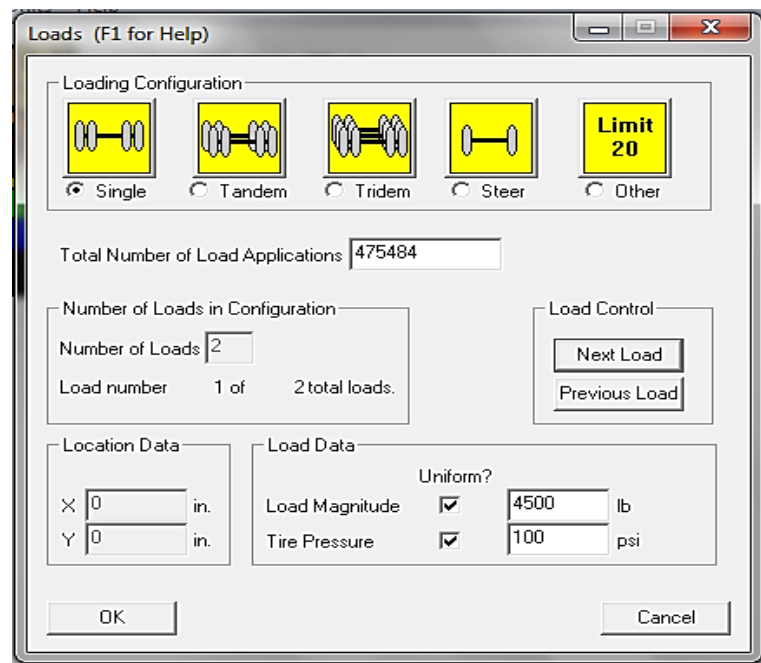 Loads (F1 for Help)
Loading Configuration
Limit
20
Single Tandem Tridem Steer Other
Total Number of Load Applications 475484
Number of Loads in Configuration
Number of Loads 2
Load number 1 of 2 total loads.
Load Control
Next Load
Previous Load
Location Data
X 0 in.
Y 0 in.
Load Data
Uniform?
Load Magnitude 4500 lb
Tire Pressure 100 psi
OK Cancel